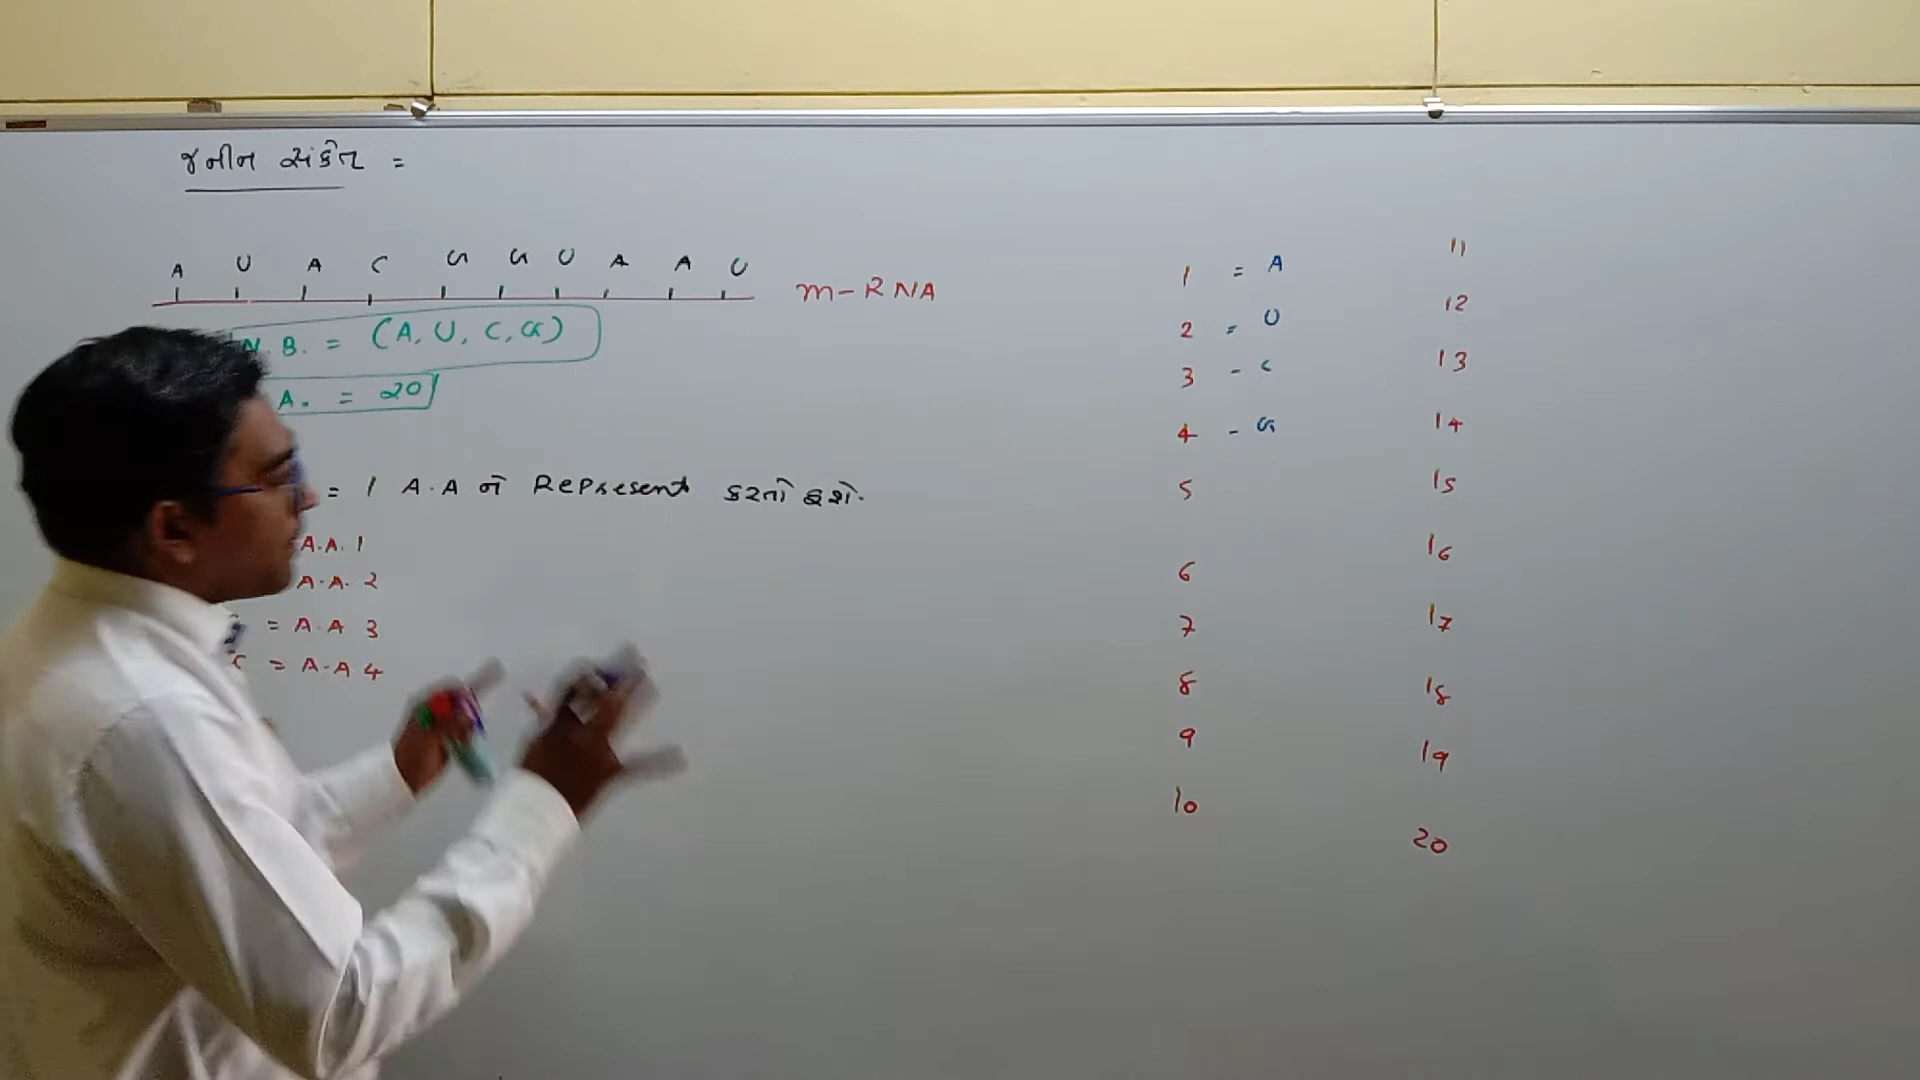 જનીન સંકેત =
A U A C G G U A A U
m-RNA
N.B. = (A, U, C, G)
A. = 20
= 1 A.A ને Represent કરતો હશે.
A.A. 1
A.A. 2
= A.A 3
C = A.A 4
1 = A
2 = U
3 - C
4 - G
5
6
7
8
9
10
11
12
13
14
15
16
17
18
19
20